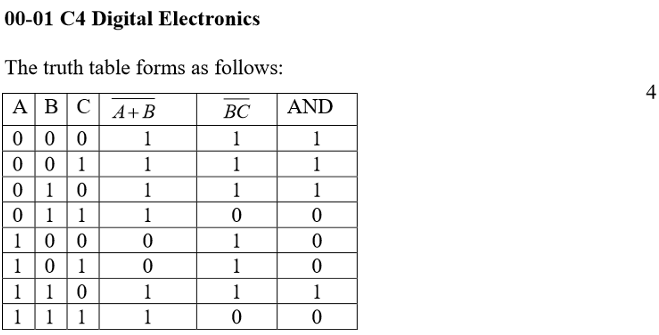 00-01 C4 Digital Electronics
The truth table forms as follows:
4
A B C A̅+̅B̅ B̅C̅ AND
0 0 0 1 1 1
0 0 1 1 1 1
0 1 0 1 1 1
0 1 1 1 0 0
1 0 0 0 1 0
1 0 1 0 1 0
1 1 0 1 1 1
1 1 1 1 0 0